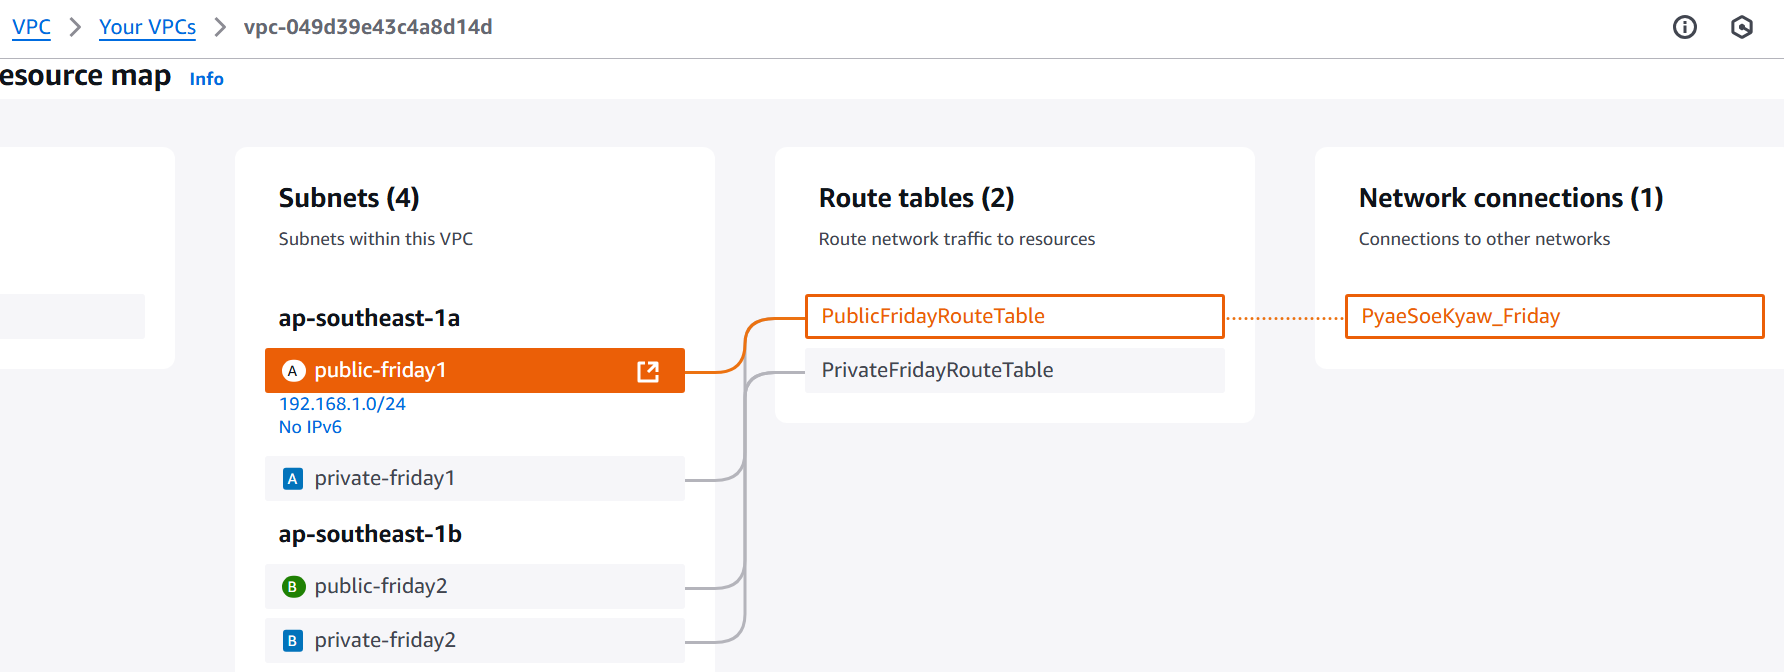 VPC > Your VPCs > vpc-049d39e43c4a8d14d
esource map Info
Subnets (4)
Subnets within this VPC
ap-southeast-1a
A public-friday1
192.168.1.0/24
No IPv6
A private-friday1
ap-southeast-1b
B public-friday2
B private-friday2
Route tables (2)
Route network traffic to resources
PublicFridayRouteTable
PrivateFridayRouteTable
Network connections (1)
Connections to other networks
PyaeSoeKyaw_Friday